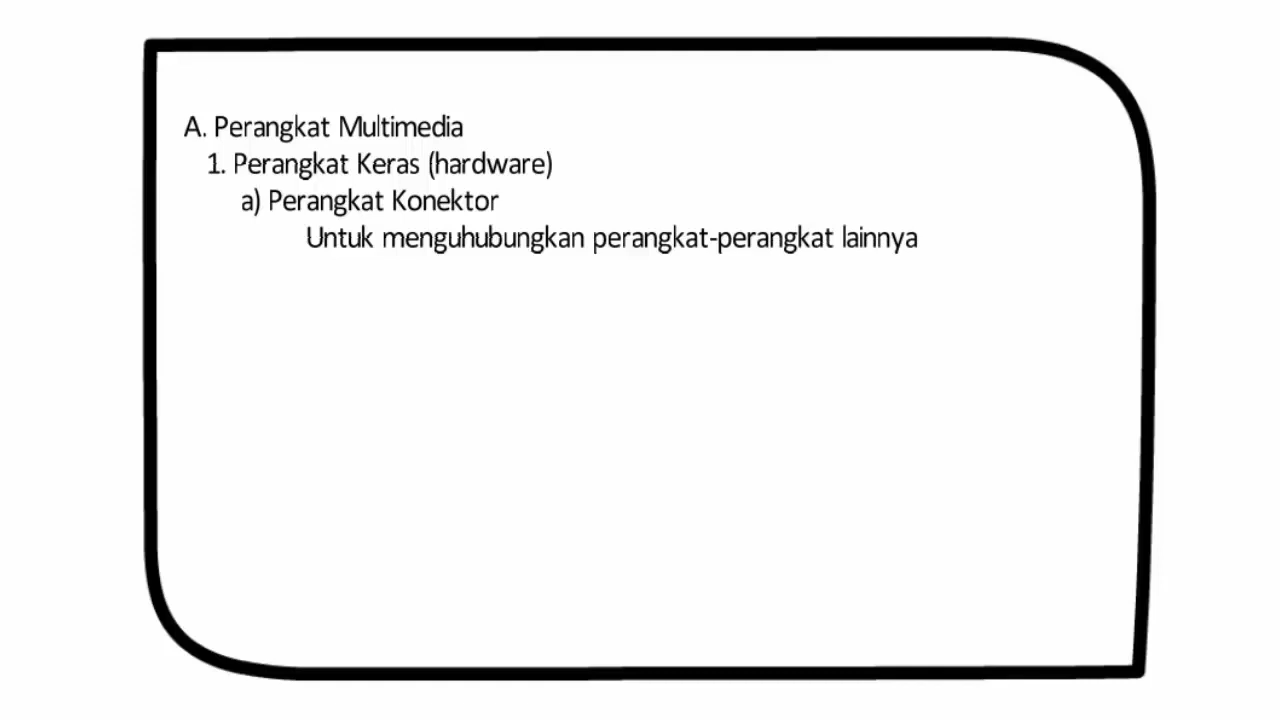 A. Perangkat Multimedia
1. Perangkat Keras (hardware)
a) Perangkat Konektor
Untuk menguhubungkan perangkat-perangkat lainnya